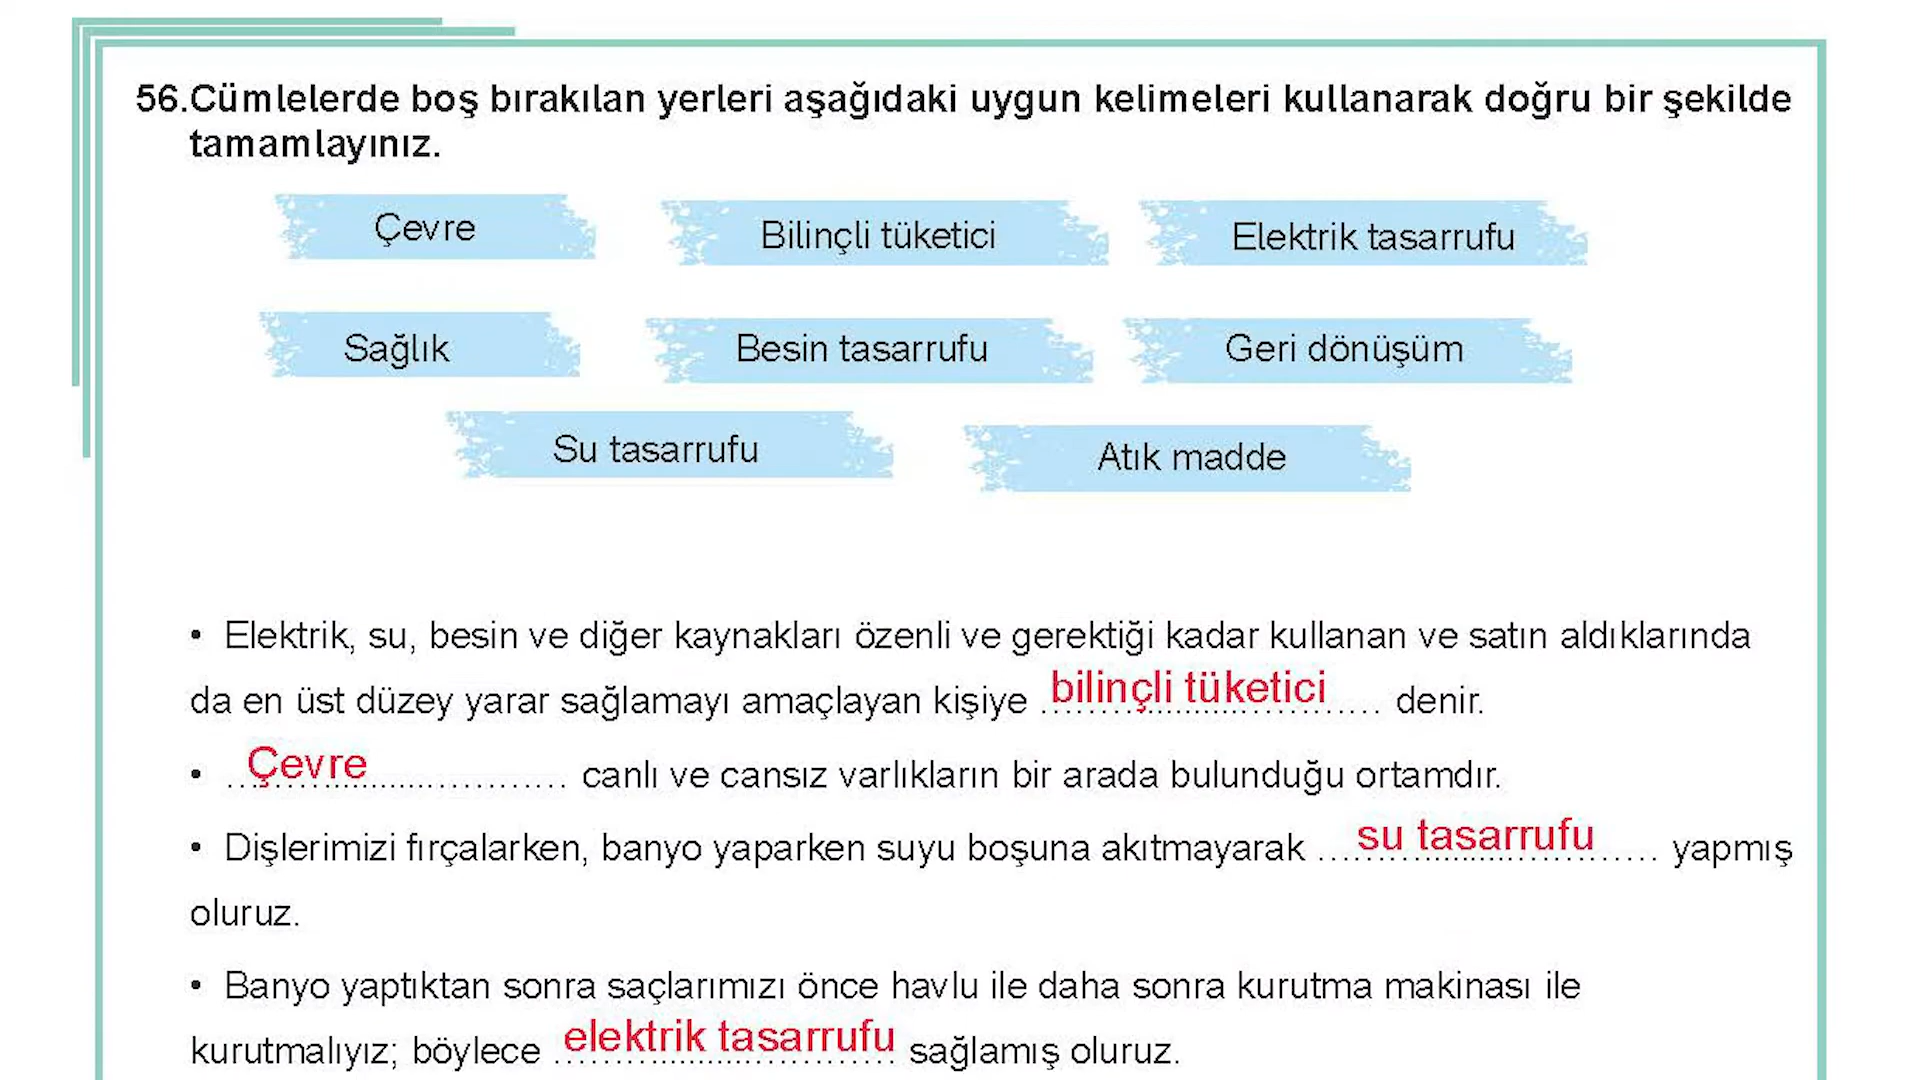 56.Cümlelerde boş bırakılan yerleri aşağıdaki uygun kelimeleri kullanarak doğru bir şekilde
tamamlayınız.
Çevre Bilinçli tüketici Elektrik tasarrufu
Sağlık Besin tasarrufu Geri dönüşüm
Su tasarrufu Atık madde
• Elektrik, su, besin ve diğer kaynakları özenli ve gerektiği kadar kullanan ve satın aldıklarında
da en üst düzey yarar sağlamayı amaçlayan kişiye bilinçli tüketici denir.
• Çevre canlı ve cansız varlıkların bir arada bulunduğu ortamdır.
• Dişlerimizi fırçalarken, banyo yaparken suyu boşuna akıtmayarak su tasarrufu yapmış
oluruz.
• Banyo yaptıktan sonra saçlarımızı önce havlu ile daha sonra kurutma makinası ile
kurutmalıyız; böylece elektrik tasarrufu sağlamış oluruz.